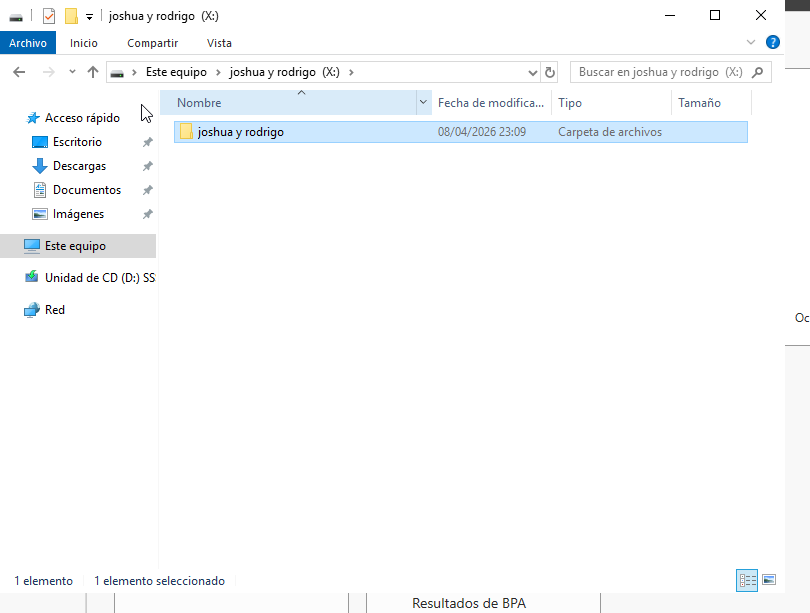 joshua y rodrigo (X:)
Archivo Inicio Compartir Vista
Este equipo joshua y rodrigo (X:) Buscar en joshua y rodrigo (X:)
Nombre Fecha de modifica... Tipo Tamaño
joshua y rodrigo 08/04/2026 23:09 Carpeta de archivos
Acceso rápido
Escritorio
Descargas
Documentos
Imágenes
Este equipo
Unidad de CD (D:) SS
Red
Oc
1 elemento 1 elemento seleccionado
Resultados de BPA